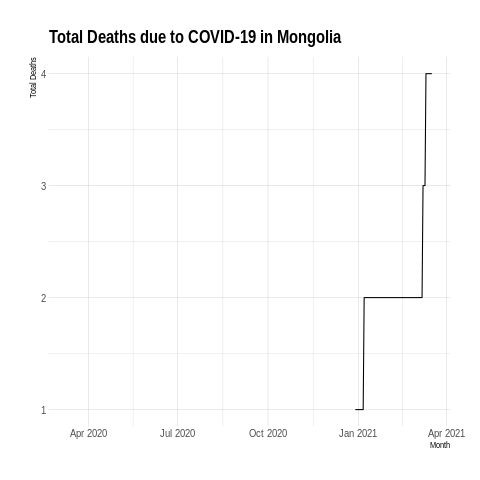 Total Deaths due to COVID-19 in Mongolia
Total Deaths
4
3
2
1
Apr 2020 Jul 2020 Oct 2020 Jan 2021 Apr 2021
Month